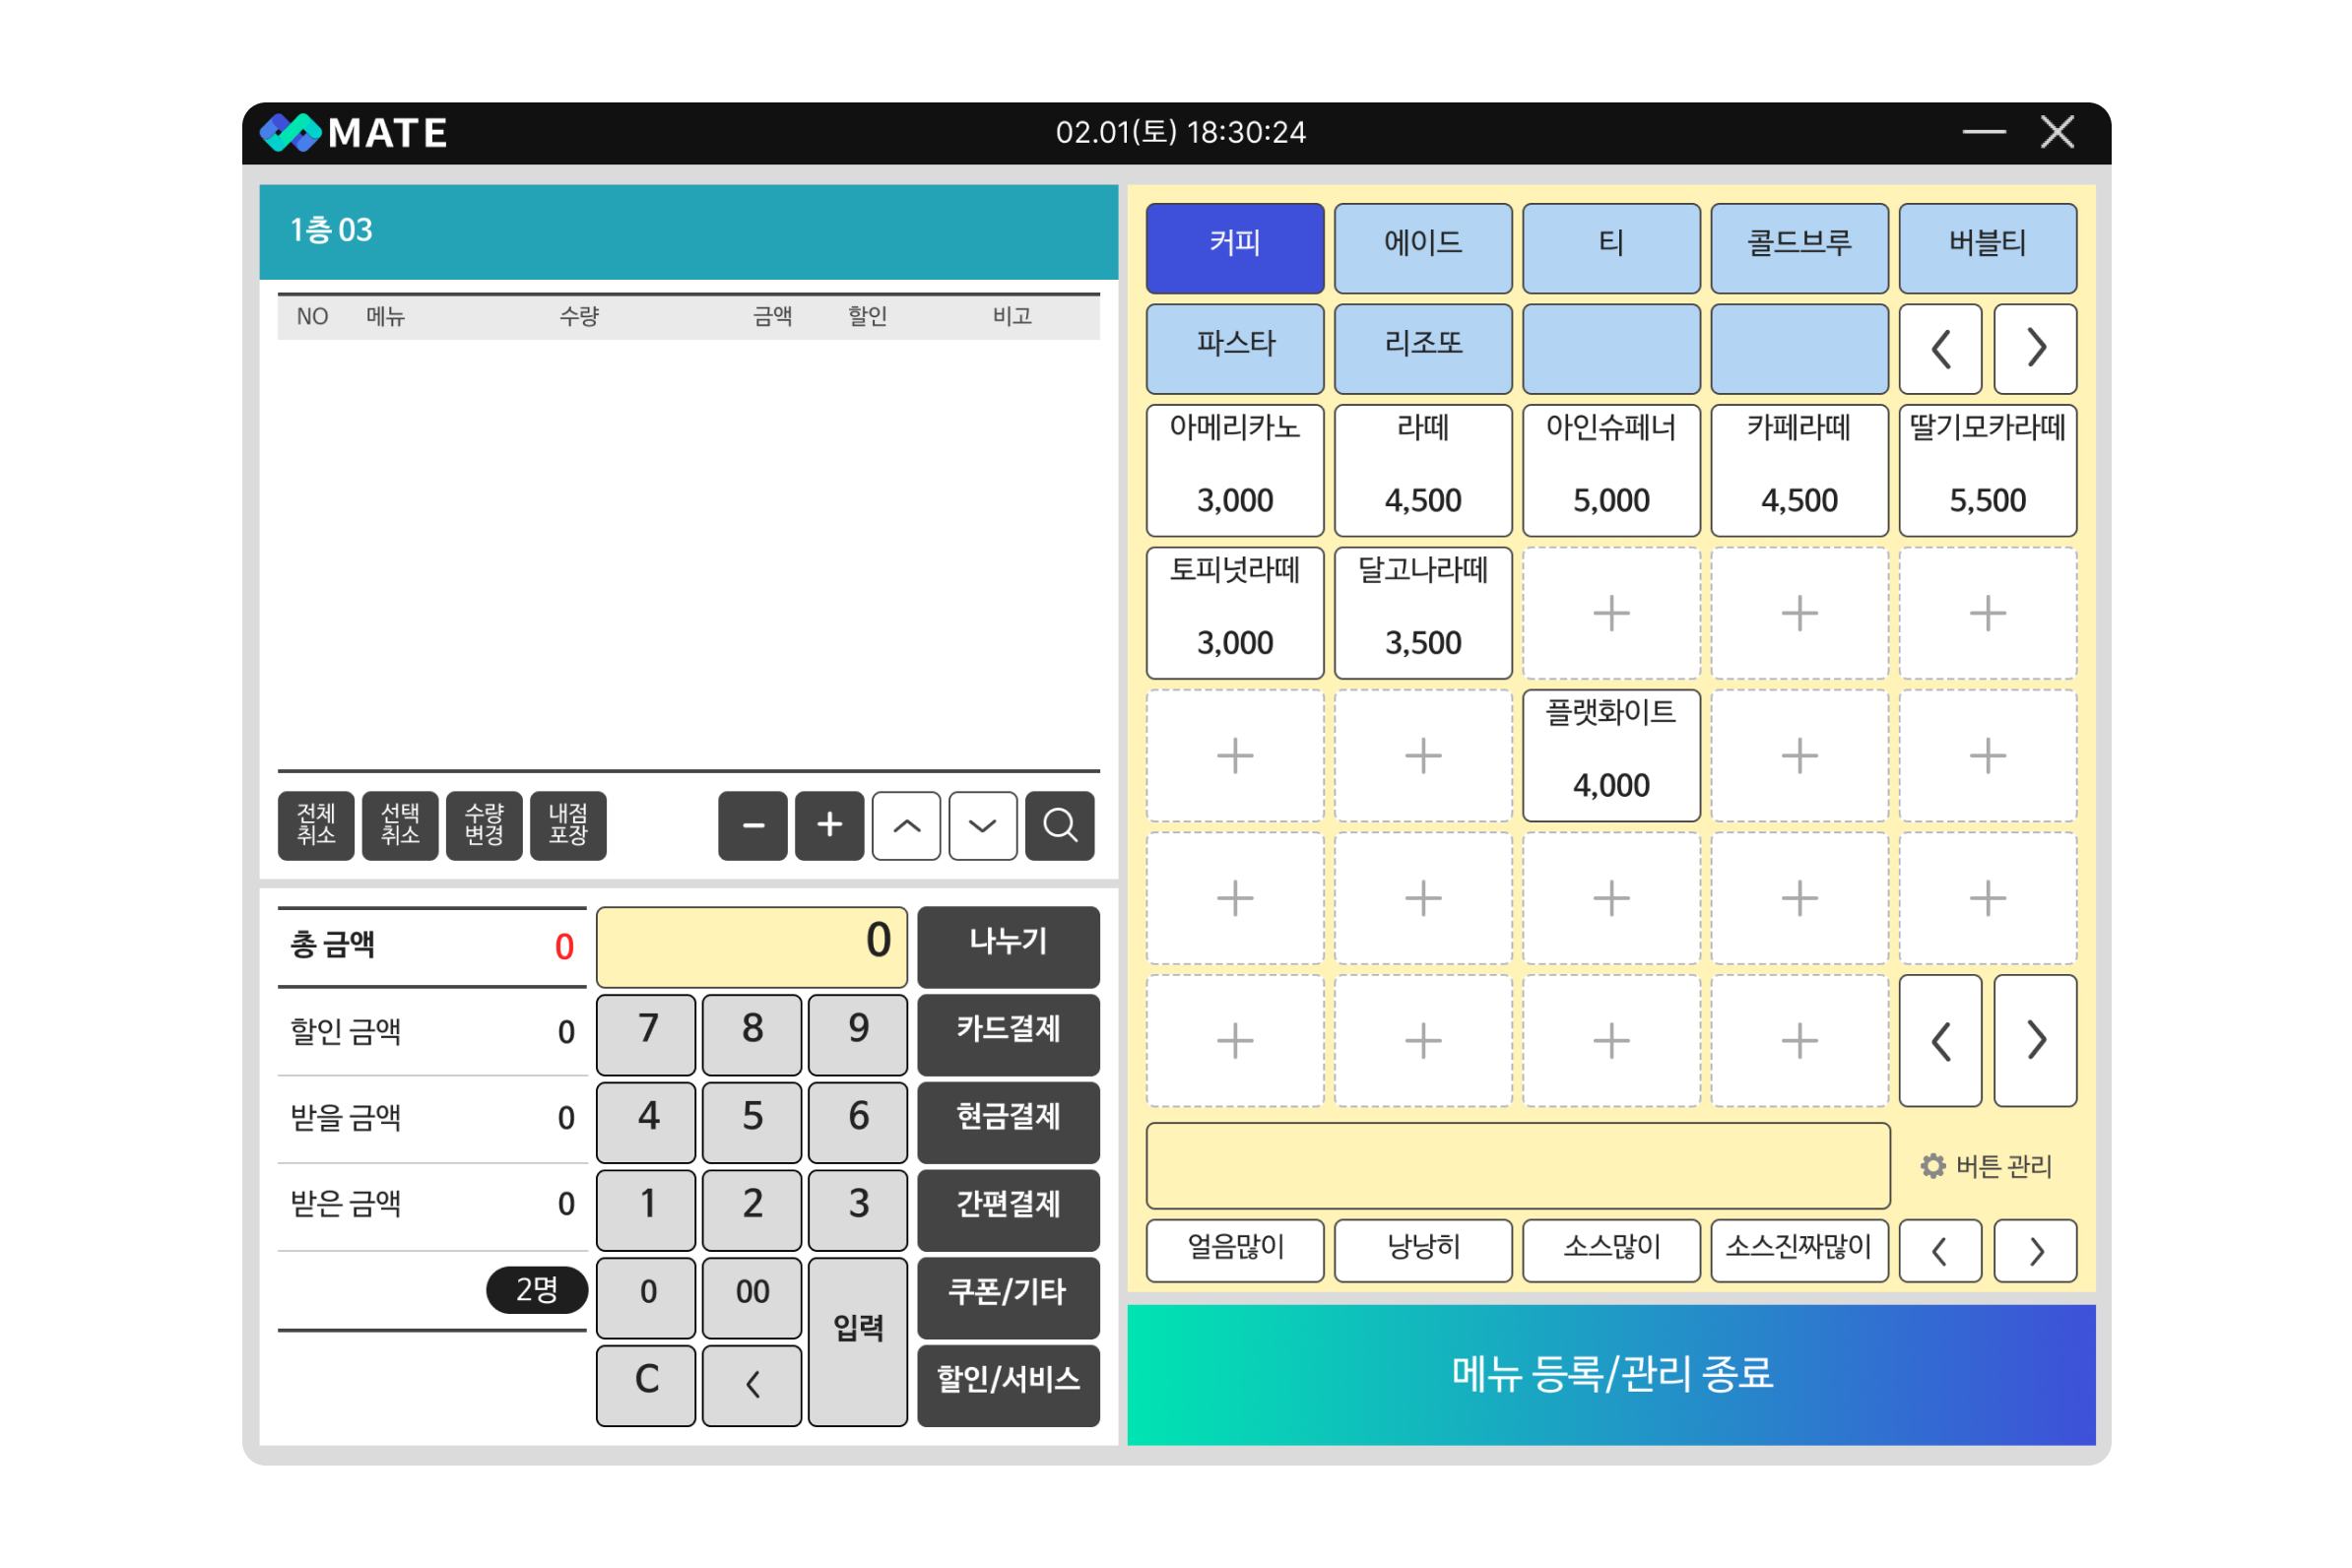 MATE
02.01(토) 18:30:24
1층 03
NO 메뉴 수량 금액 할인 비고
전체 취소
선택 취소
수량 변경
내점 포장
총 금액 0
할인 금액 0
받을 금액 0
받은 금액 0
2명
0
7 8 9
4 5 6
1 2 3
0 00 입력
C
나누기
카드결제
현금결제
간편결제
쿠폰/기타
할인/서비스
커피 에이드 티 콜드브루 버블티
파스타 리조또
아메리카노 라떼 아인슈페너 카페라떼 딸기모카라떼
3,000 4,500 5,000 4,500 5,500
토피넛라떼 달고나라떼
3,000 3,500
플랫화이트
4,000
버튼 관리
얼음많이 낭낭히 소스많이 소스진짜많이
메뉴 등록/관리 종료